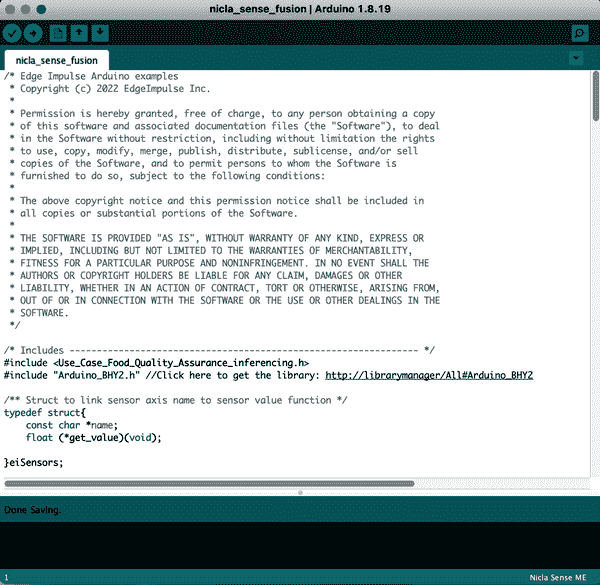 nicla_sense_fusion | Arduino 1.8.19
nicla_sense_fusion
/* Edge Impulse Arduino examples
 * Copyright (c) 2022 EdgeImpulse Inc.
 *
 * Permission is hereby granted, free of charge, to any person obtaining a copy
 * of this software and associated documentation files (the "Software"), to deal
 * in the Software without restriction, including without limitation the rights
 * to use, copy, modify, merge, publish, distribute, sublicense, and/or sell
 * copies of the Software, and to permit persons to whom the Software is
 * furnished to do so, subject to the following conditions:
 *
 * The above copyright notice and this permission notice shall be included in
 * all copies or substantial portions of the Software.
 *
 * THE SOFTWARE IS PROVIDED "AS IS", WITHOUT WARRANTY OF ANY KIND, EXPRESS OR
 * IMPLIED, INCLUDING BUT NOT LIMITED TO THE WARRANTIES OF MERCHANTABILITY,
 * FITNESS FOR A PARTICULAR PURPOSE AND NONINFRINGEMENT. IN NO EVENT SHALL THE
 * AUTHORS OR COPYRIGHT HOLDERS BE LIABLE FOR ANY CLAIM, DAMAGES OR OTHER
 * LIABILITY, WHETHER IN AN ACTION OF CONTRACT, TORT OR OTHERWISE, ARISING FROM,
 * OUT OF OR IN CONNECTION WITH THE SOFTWARE OR THE USE OR OTHER DEALINGS IN THE
 * SOFTWARE.
 */
/* Includes ---------------------------------------------------------------- */
#include <Use_Case_Food_Quality_Assurance_inferencing.h>
#include "Arduino_BHY2.h" //Click here to get the library: http://librarymanager/All#Arduino_BHY2
/** Struct to link sensor axis name to sensor value function */
typedef struct{
    const char *name;
    float (*get_value)(void);
}eiSensors;
Done Saving.
1
Nicla Sense ME